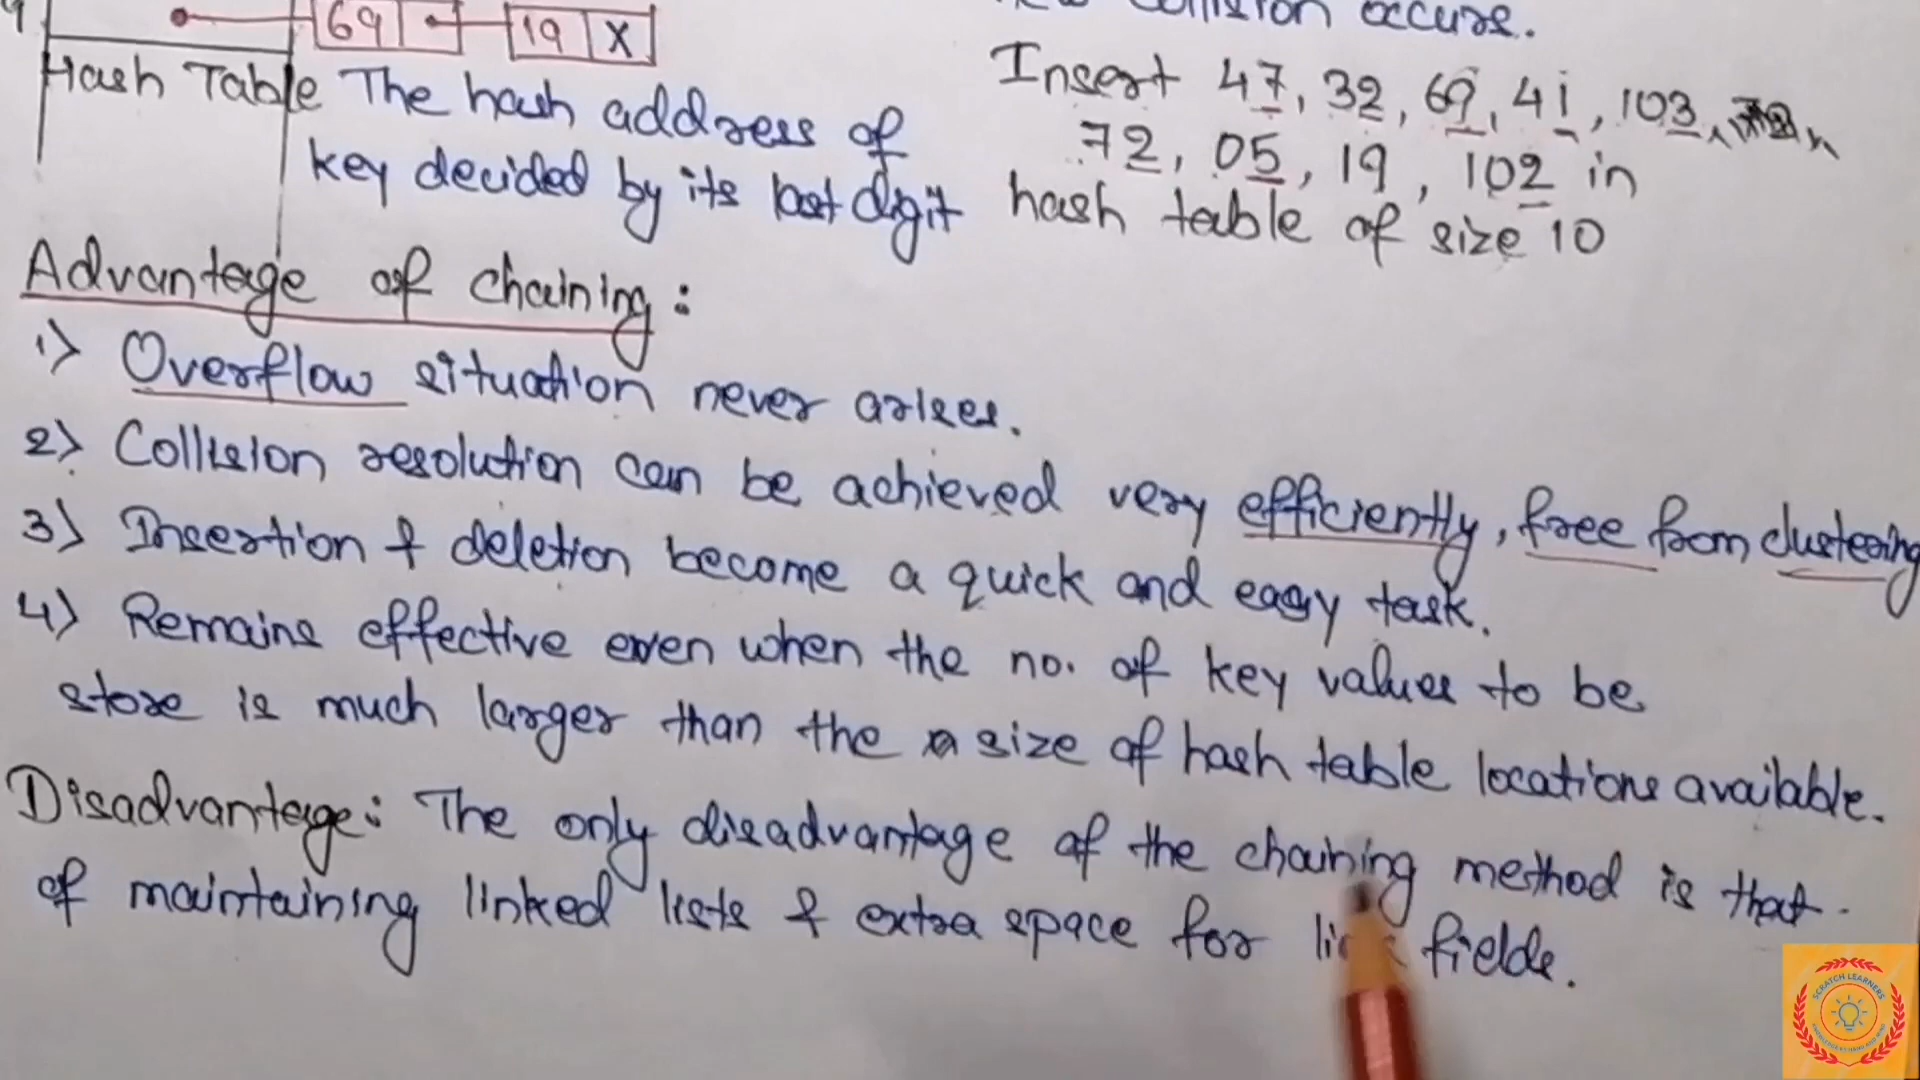 69 19 X
collision occurs.
Hash Table The hash address of
key decided by its last digit
Insert 47, 32, 69, 41, 103,
72, 05, 19, 102 in
hash table of size 10
Advantage of chaining:
1) Overflow situation never arises.
2) Collision resolution can be achieved very efficiently, free from clustering
3) Insertion & deletion become a quick and easy task.
4) Remains effective even when the no. of key values to be
store is much larger than the size of hash table locations available.
Disadvantage: The only disadvantage of the chaining method is that
of maintaining linked lists & extra space for link fields.
SCRATCH LEARNERS